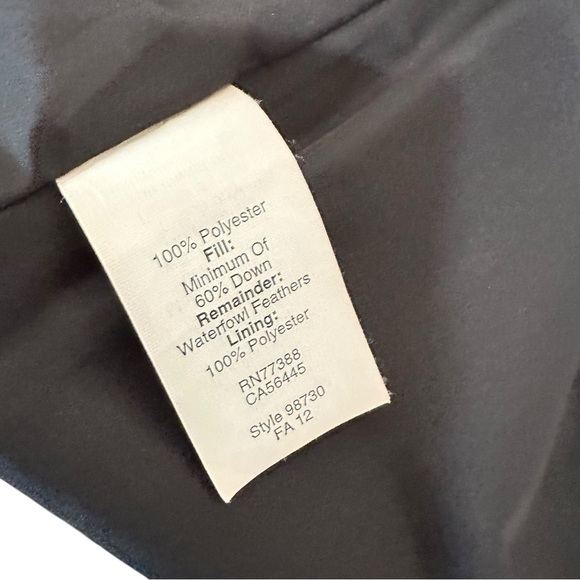 100% Polyester
Fill:
Minimum Of
60% Down
Remainder:
Waterfowl Feathers
Lining:
100% Polyester
RN77388
CA56445
Style 98730
FA 12